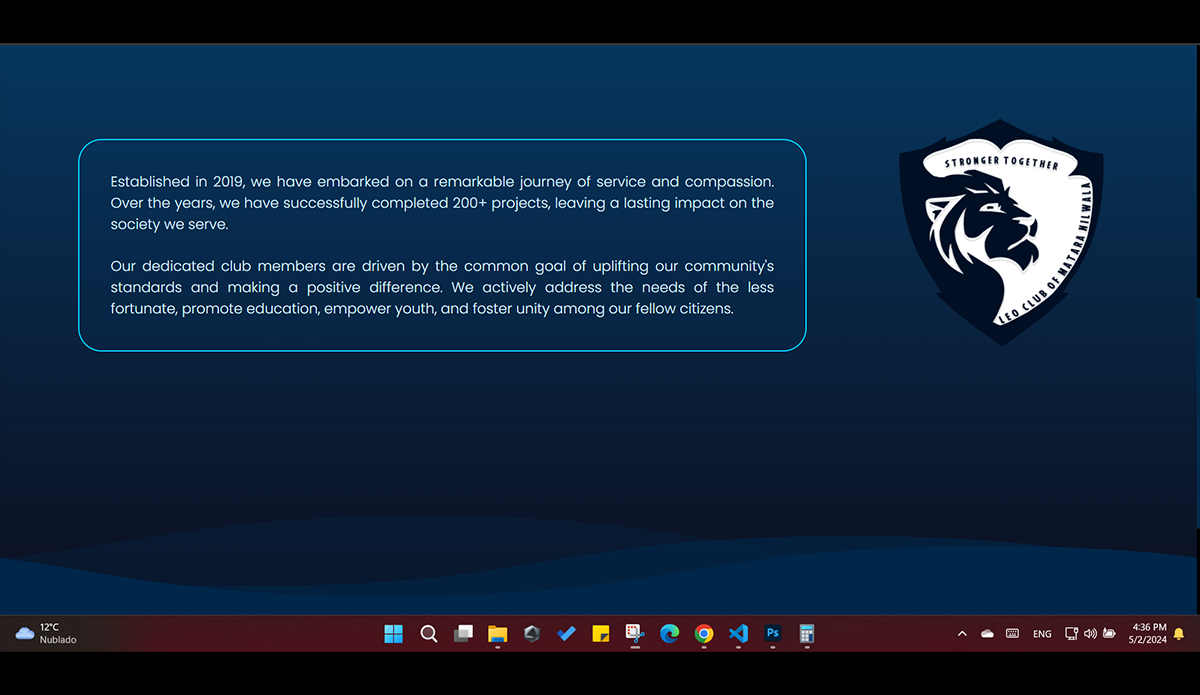 Established in 2019, we have embarked on a remarkable journey of service and compassion.
Over the years, we have successfully completed 200+ projects, leaving a lasting impact on the
society we serve.
Our dedicated club members are driven by the common goal of uplifting our community's
standards and making a positive difference. We actively address the needs of the less
fortunate, promote education, empower youth, and foster unity among our fellow citizens.
STRONGER TOGETHER
LEO CLUB OF MATARA NILWALA
12°C
Nublado
Ps
ENG
4:36 PM
5/2/2024